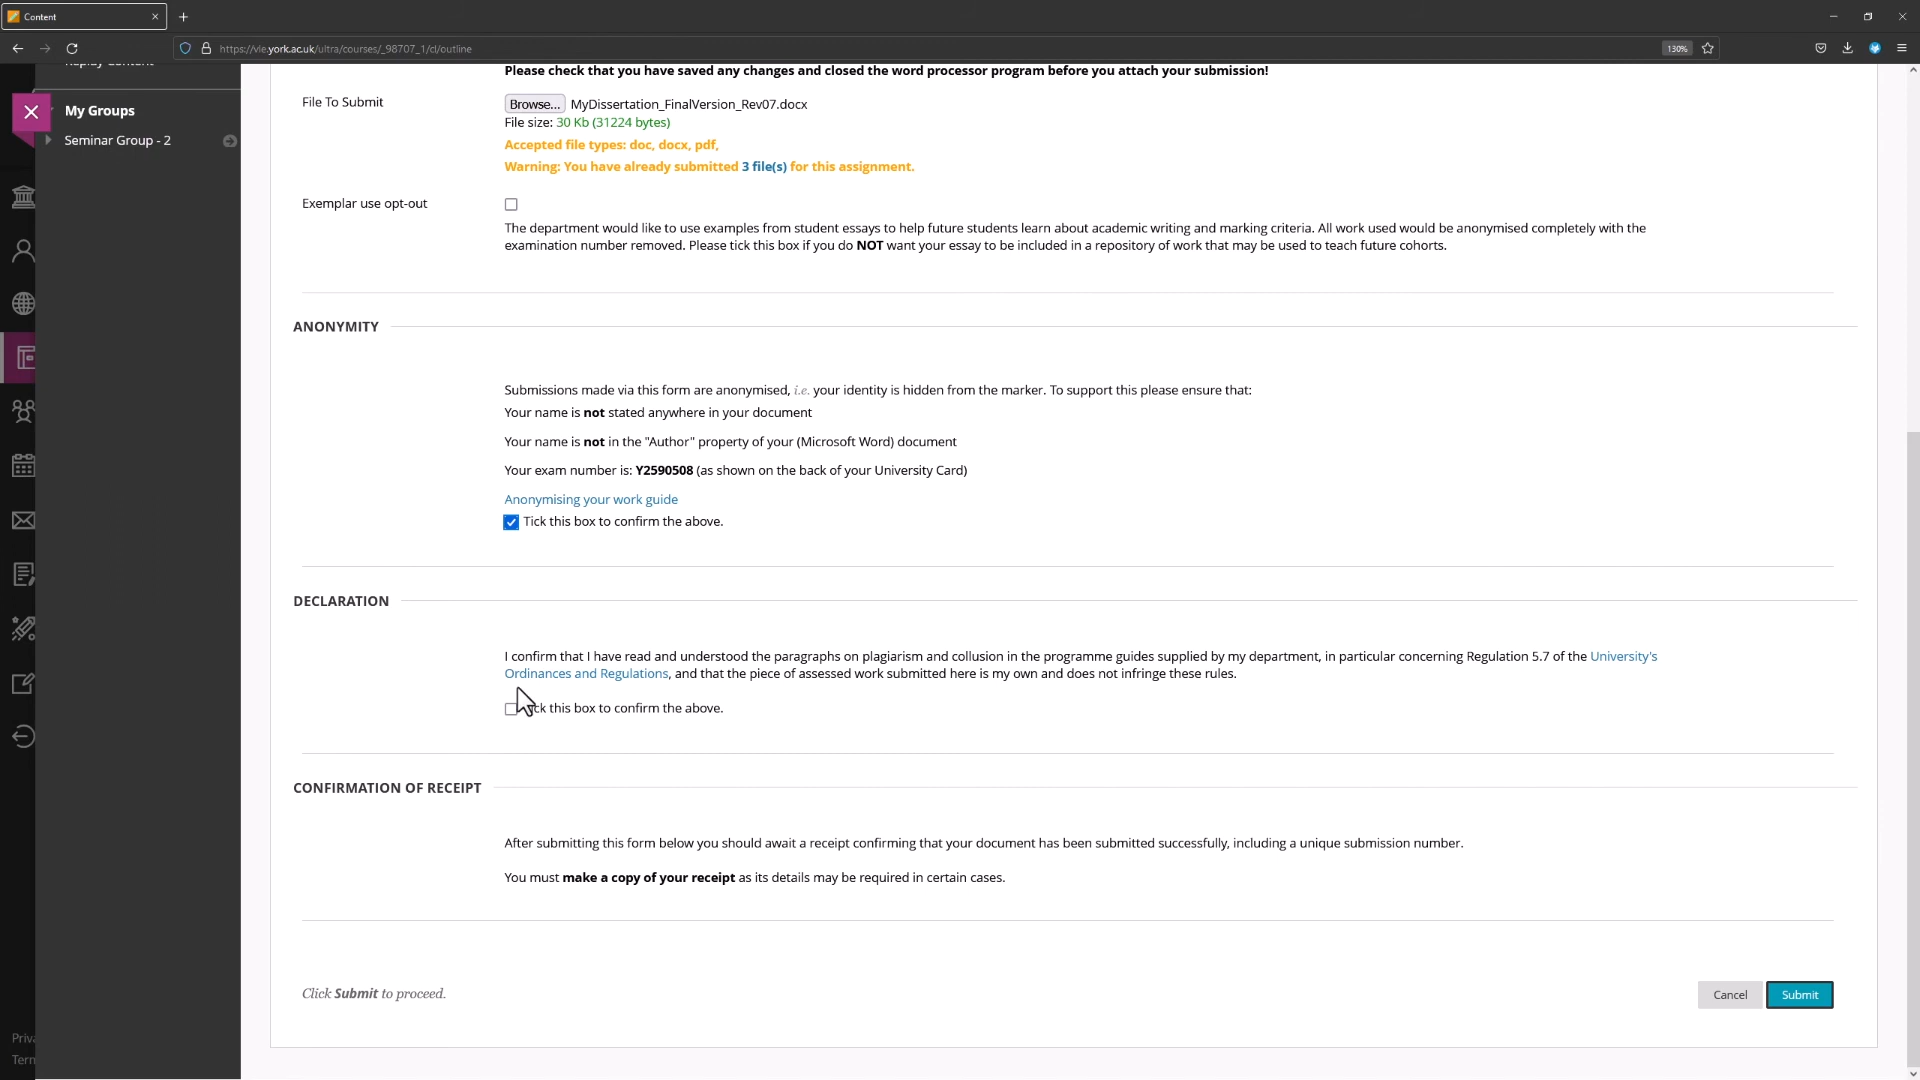 Content
https://vle.york.ac.uk/ultra/courses/_98707_1/cl/outline
130%
My Groups
Seminar Group - 2
Please check that you have saved any changes and closed the word processor program before you attach your submission!
File To Submit
Browse... MyDissertation_FinalVersion_Rev07.docx
File size: 30 Kb (31224 bytes)
Accepted file types: doc, docx, pdf,
Warning: You have already submitted 3 file(s) for this assignment.
Exemplar use opt-out
The department would like to use examples from student essays to help future students learn about academic writing and marking criteria. All work used would be anonymised completely with the
examination number removed. Please tick this box if you do NOT want your essay to be included in a repository of work that may be used to teach future cohorts.
ANONYMITY
Submissions made via this form are anonymised, i.e. your identity is hidden from the marker. To support this please ensure that:
Your name is not stated anywhere in your document
Your name is not in the "Author" property of your (Microsoft Word) document
Your exam number is: Y2590508 (as shown on the back of your University Card)
Anonymising your work guide
Tick this box to confirm the above.
DECLARATION
I confirm that I have read and understood the paragraphs on plagiarism and collusion in the programme guides supplied by my department, in particular concerning Regulation 5.7 of the University's
Ordinances and Regulations, and that the piece of assessed work submitted here is my own and does not infringe these rules.
this box to confirm the above.
CONFIRMATION OF RECEIPT
After submitting this form below you should await a receipt confirming that your document has been submitted successfully, including a unique submission number.
You must make a copy of your receipt as its details may be required in certain cases.
Click Submit to proceed.
Cancel
Submit
Priva
Term